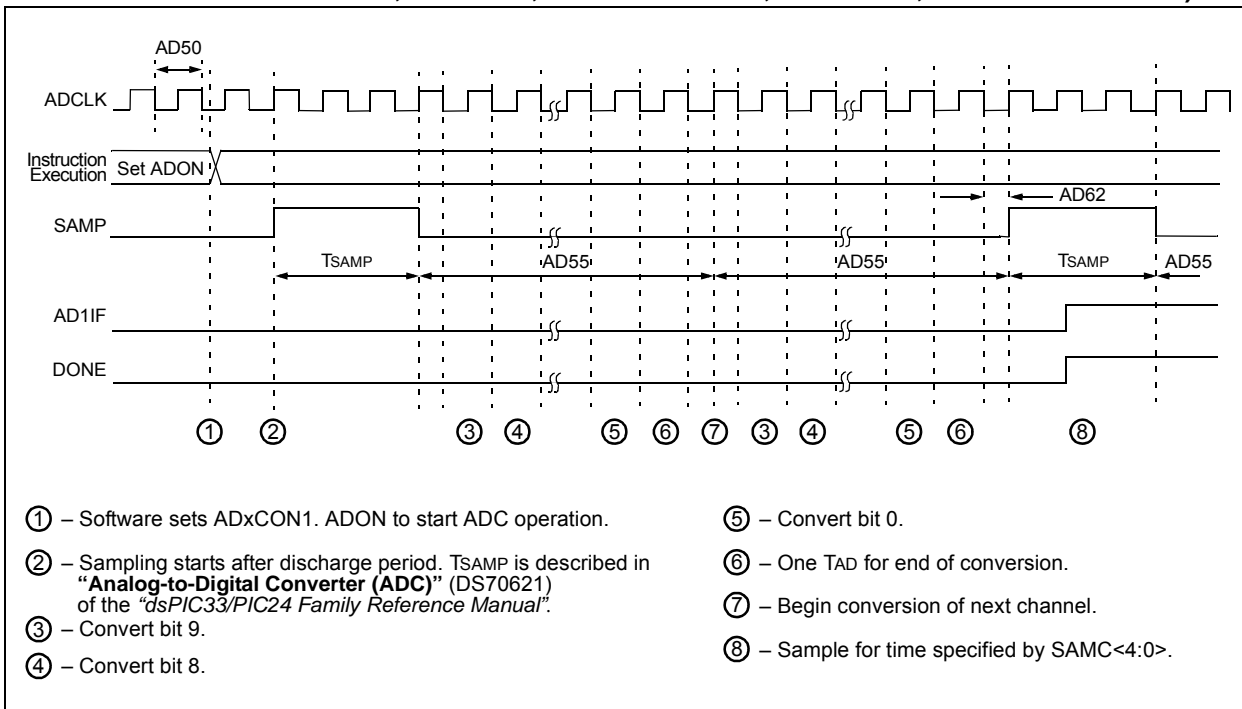 AD50
ADCLK
Instruction
Execution
Set ADON
AD62
SAMP
TSAMP
AD55
AD55
TSAMP
AD55
AD1IF
DONE
1 2 3 4 5 6 7 3 4 5 6 8
1 – Software sets ADxCON1. ADON to start ADC operation.
2 – Sampling starts after discharge period. TSAMP is described in
“Analog-to-Digital Converter (ADC)” (DS70621)
of the “dsPIC33/PIC24 Family Reference Manual”.
3 – Convert bit 9.
4 – Convert bit 8.
5 – Convert bit 0.
6 – One TAD for end of conversion.
7 – Begin conversion of next channel.
8 – Sample for time specified by SAMC<4:0>.